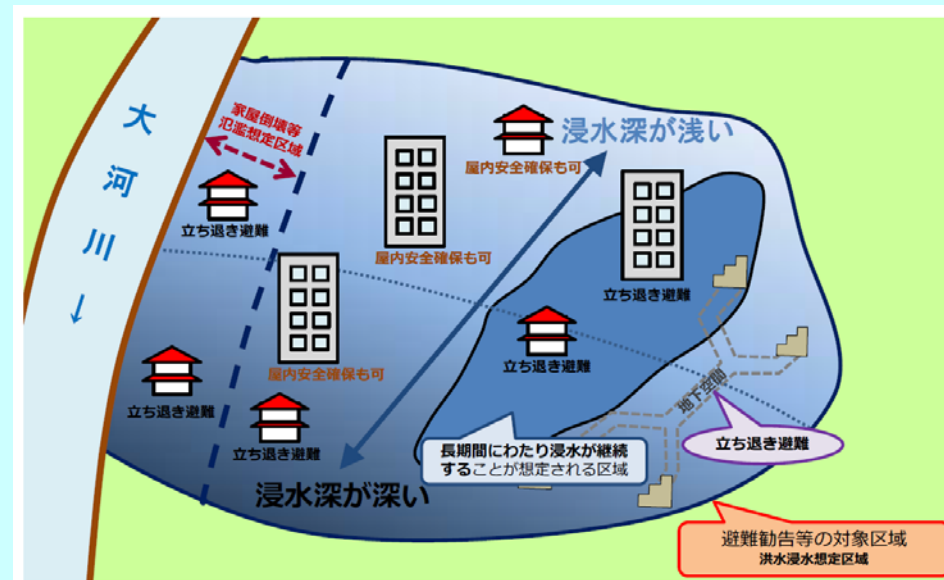 大河川
↓
家屋倒壊等
氾濫想定区域
浸水深が浅い
屋内安全確保も可
立ち退き避難
屋内安全確保も可
立ち退き避難
屋内安全確保も可
立ち退き避難
立ち退き避難
立ち退き避難
地下空間
立ち退き避難
長期間にわたり浸水が継続
することが想定される区域
浸水深が深い
避難勧告等の対象区域
洪水浸水想定区域